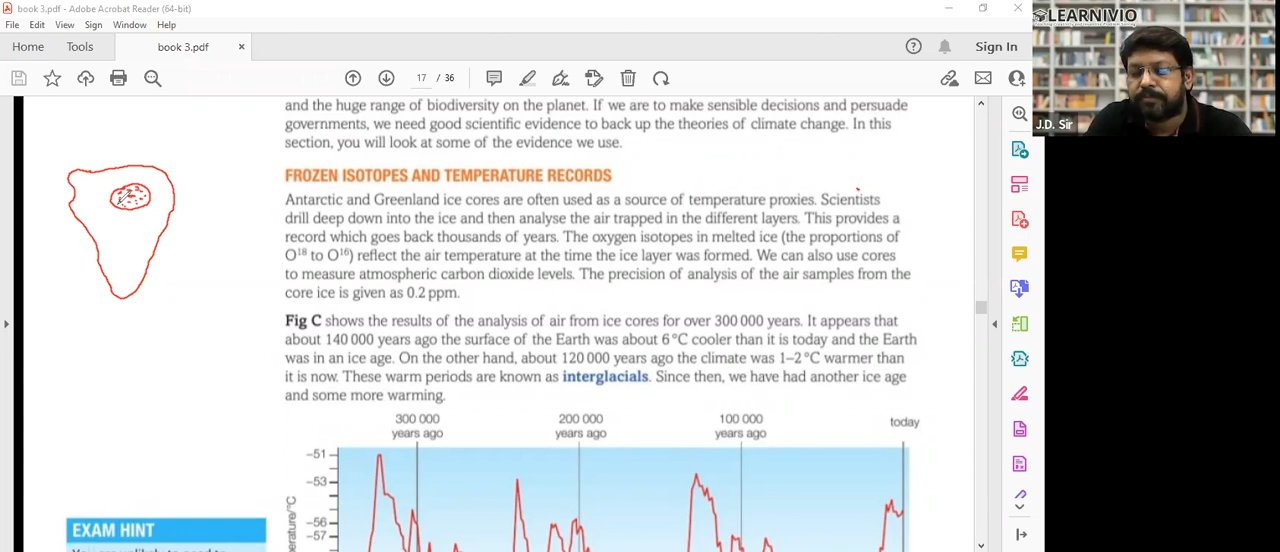 book 3.pdf - Adobe Acrobat Reader (64-bit)
File Edit View Sign Window Help
Home Tools book 3.pdf × Sign In
17 / 36
LEARNIVIO
J.D. Sir
and the huge range of biodiversity on the planet. If we are to make sensible decisions and persuade
governments, we need good scientific evidence to back up the theories of climate change. In this
section, you will look at some of the evidence we use.
FROZEN ISOTOPES AND TEMPERATURE RECORDS
Antarctic and Greenland ice cores are often used as a source of temperature proxies. Scientists
drill deep down into the ice and then analyse the air trapped in the different layers. This provides a
record which goes back thousands of years. The oxygen isotopes in melted ice (the proportions of
O¹⁸ to O¹⁶) reflect the air temperature at the time the ice layer was formed. We can also use cores
to measure atmospheric carbon dioxide levels. The precision of analysis of the air samples from the
core ice is given as 0.2 ppm.
Fig C shows the results of the analysis of air from ice cores for over 300 000 years. It appears that
about 140 000 years ago the surface of the Earth was about 6 °C cooler than it is today and the Earth
was in an ice age. On the other hand, about 120 000 years ago the climate was 1–2 °C warmer than
it is now. These warm periods are known as interglacials. Since then, we have had another ice age
and some more warming.
300 000 years ago
200 000 years ago
100 000 years ago
today
–51
–53
–56
–57
EXAM HINT